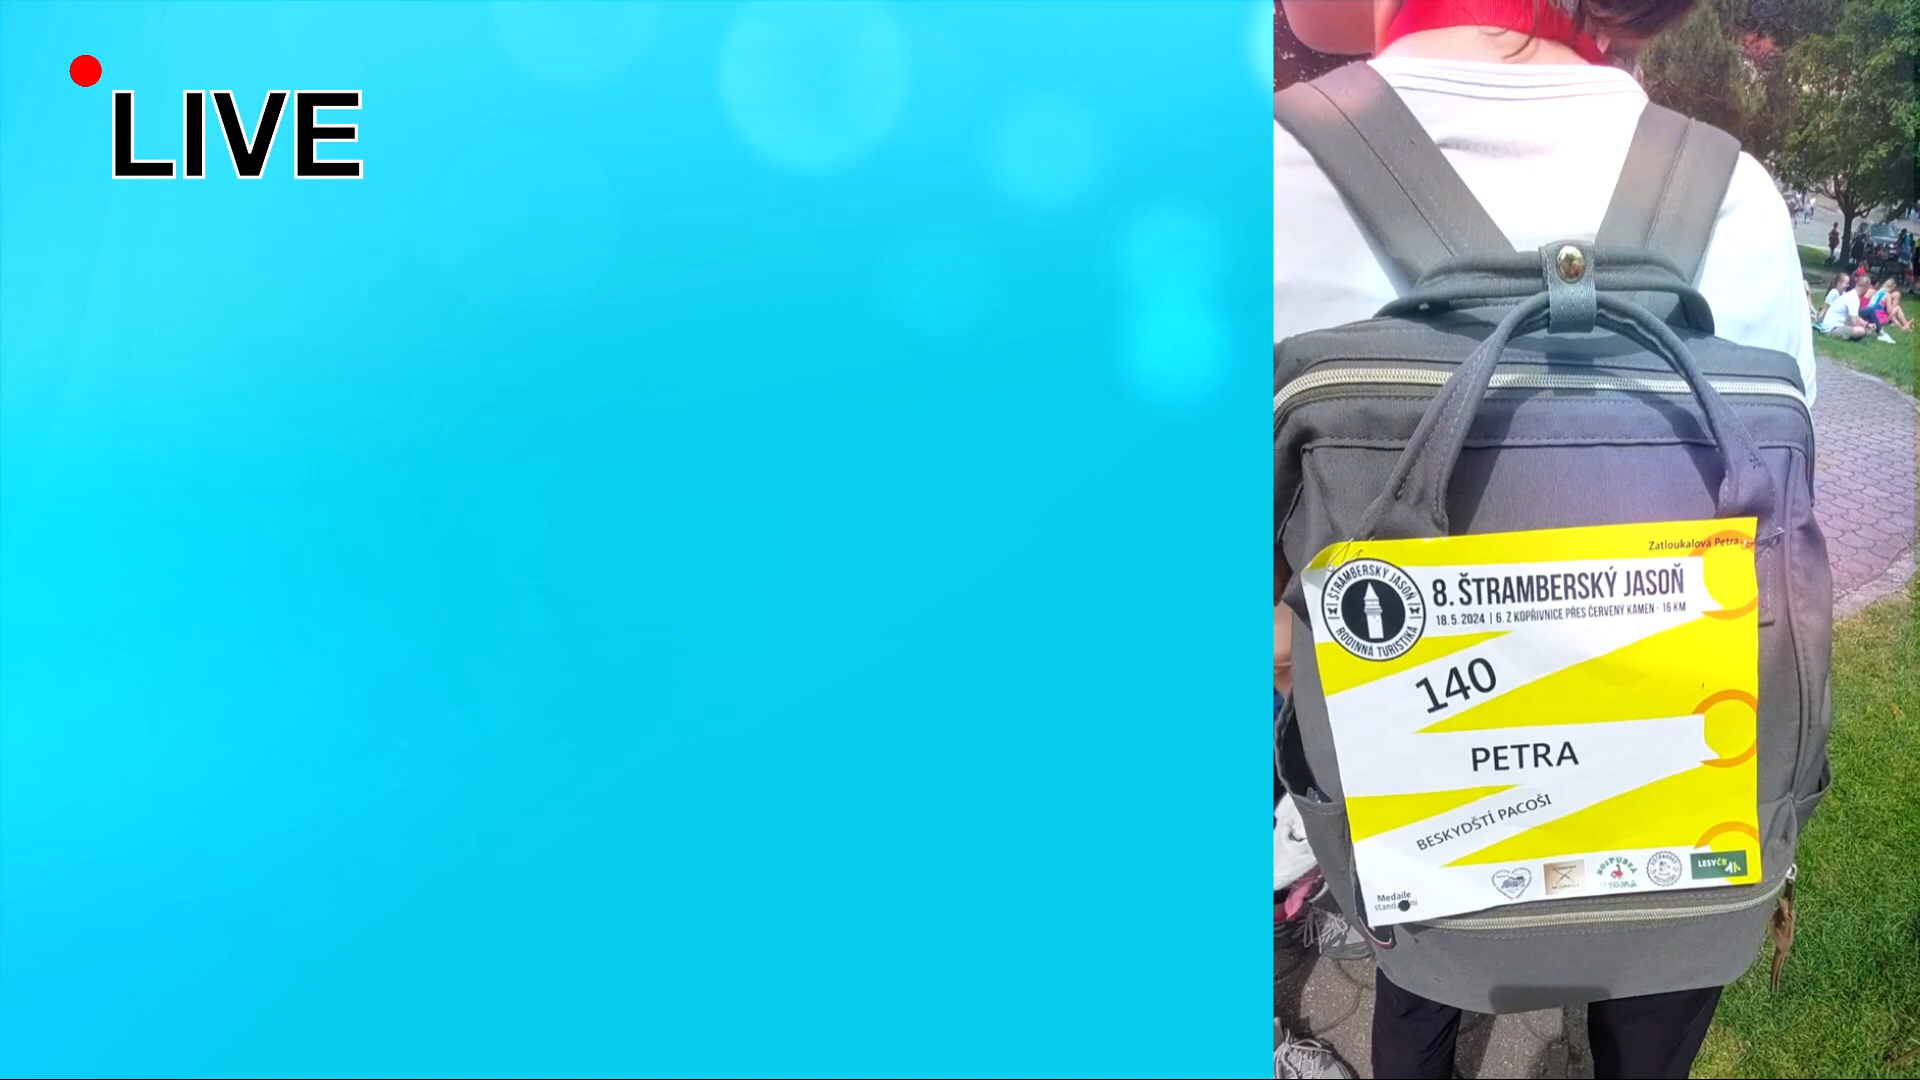 LIVE
Zatloukalová Petra
ŠTRAMBERSKÝ JASOŇ
RODINNÁ TURISTIKA
8. ŠTRAMBERSKÝ JASOŇ
18.5.2024 | 6. Z KOPŘIVNICE PŘES ČERVENÝ KÁMEN - 16 KM
140
PETRA
BESKYDŠTÍ PACOŠI
Medaile
LESY ČR